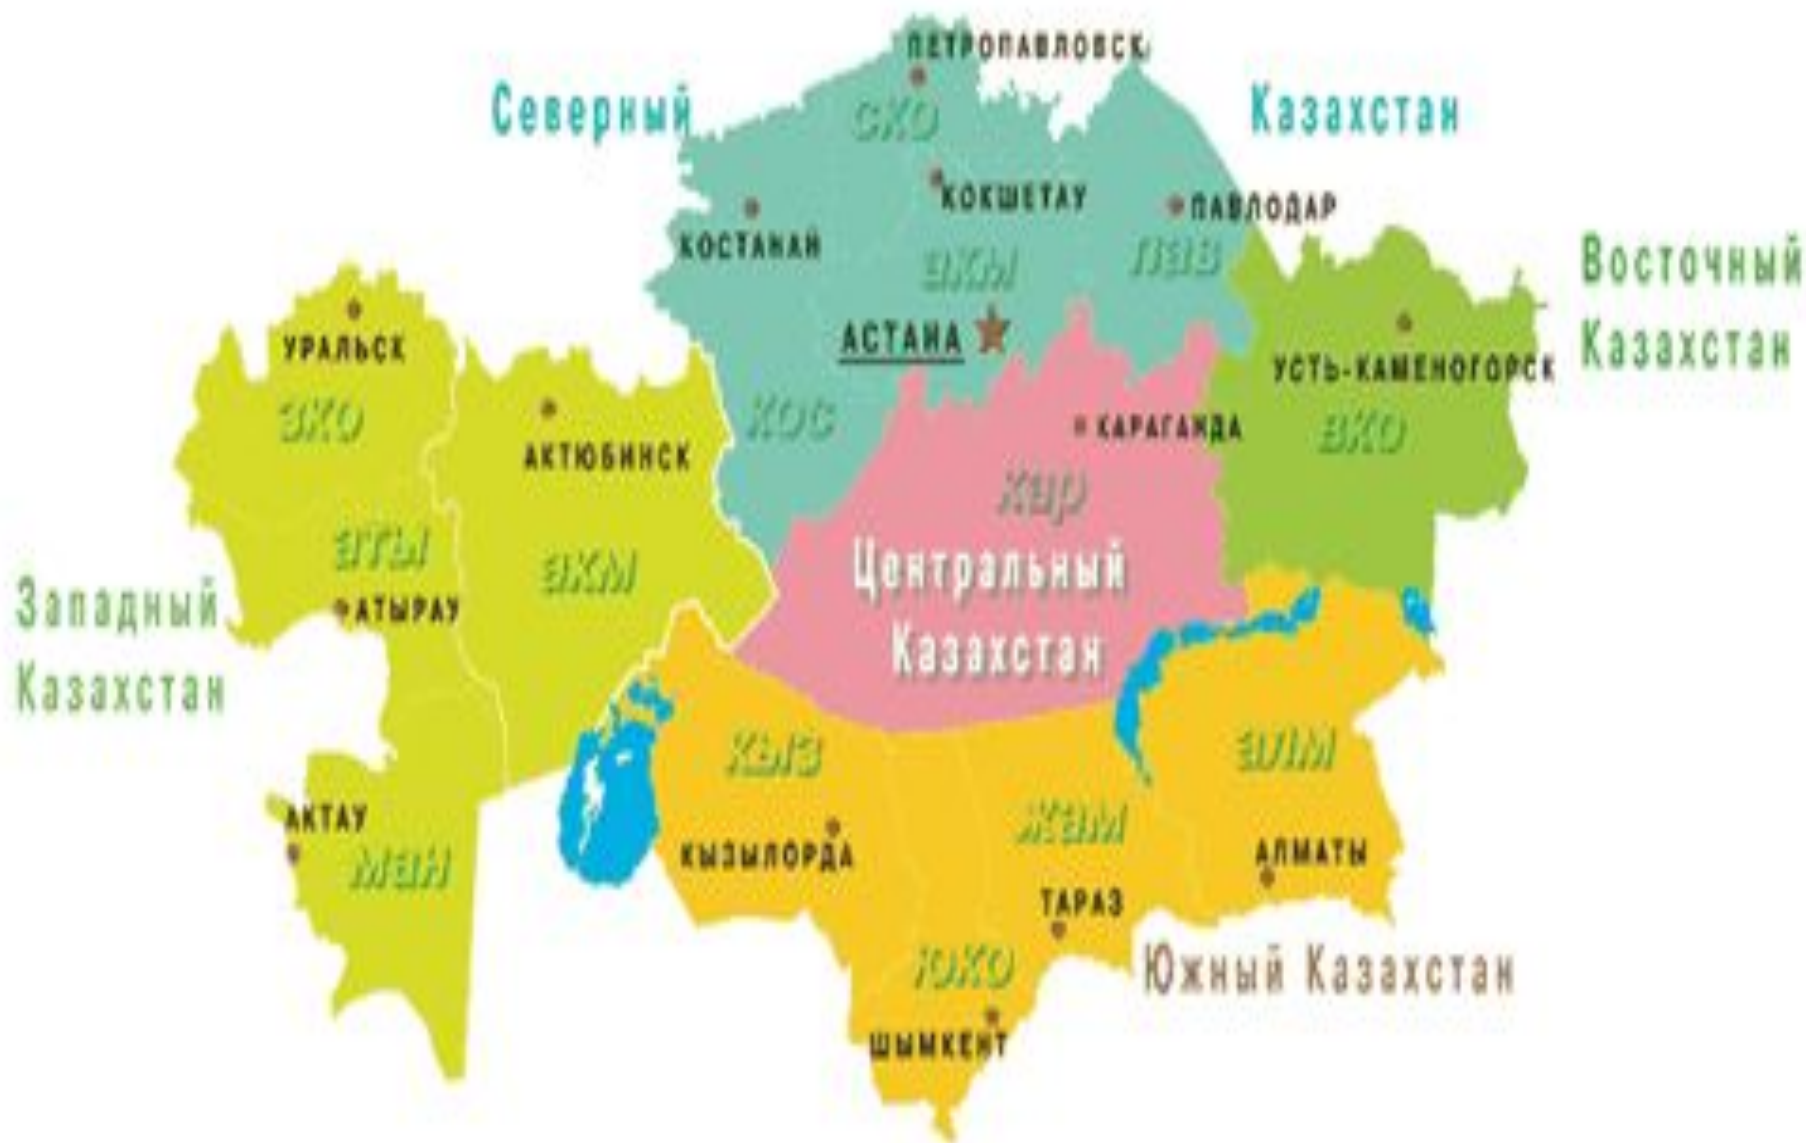 ПЕТРОПАВЛОВСК
Северный
Казахстан
СКО
КОКШЕТАУ
ПАВЛОДАР
КОСТАНАЙ
пав
акм
Восточный
Казахстан
АСТАНА
УРАЛЬСК
УСТЬ-КАМЕНОГОРСК
ЗКО
КОС
КАРАГАНДА
ВКО
АКТЮБИНСК
кар
аты
акм
Центральный
Казахстан
Западный
Казахстан
АТЫРАУ
КЫЗ
алм
АКТАУ
жам
ман
КЫЗЫЛОРДА
АЛМАТЫ
ТАРАЗ
ЮКО
Южный Казахстан
ШЫМКЕНТ